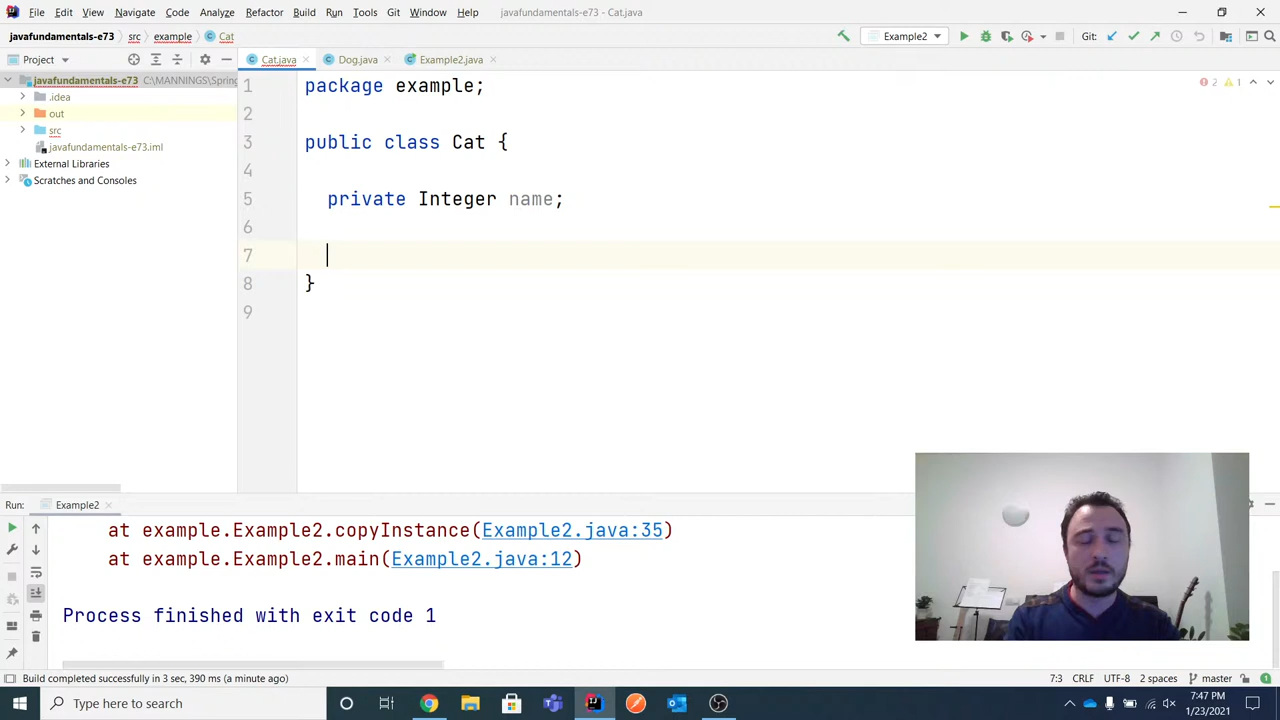 File Edit View Navigate Code Analyze Refactor Build Run Tools Git Window Help javafundamentals-e73 - Cat.java
javafundamentals-e73 src example Cat Example2 Git:
Project Cat.java Dog.java Example2.java
javafundamentals-e73 C:\MANNINGS\Spring
.idea
out
src
javafundamentals-e73.iml
External Libraries
Scratches and Consoles
2 1
1 package example;
2
3 public class Cat {
4
5 private Integer name;
6
7
8 }
9
Run: Example2
at example.Example2.copyInstance(Example2.java:35)
at example.Example2.main(Example2.java:12)
Process finished with exit code 1
Build completed successfully in 3 sec, 390 ms (a minute ago) 7:3 CRLF UTF-8 2 spaces master
Type here to search
7:47 PM
1/23/2021